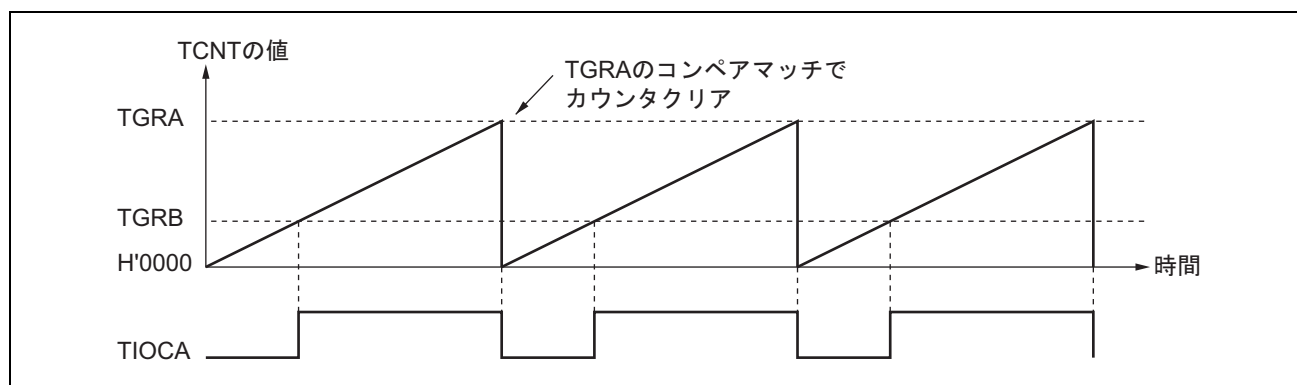 TCNTの値
TGRAのコンペアマッチで
カウンタクリア
TGRA
TGRB
H'0000
時間
TIOCA